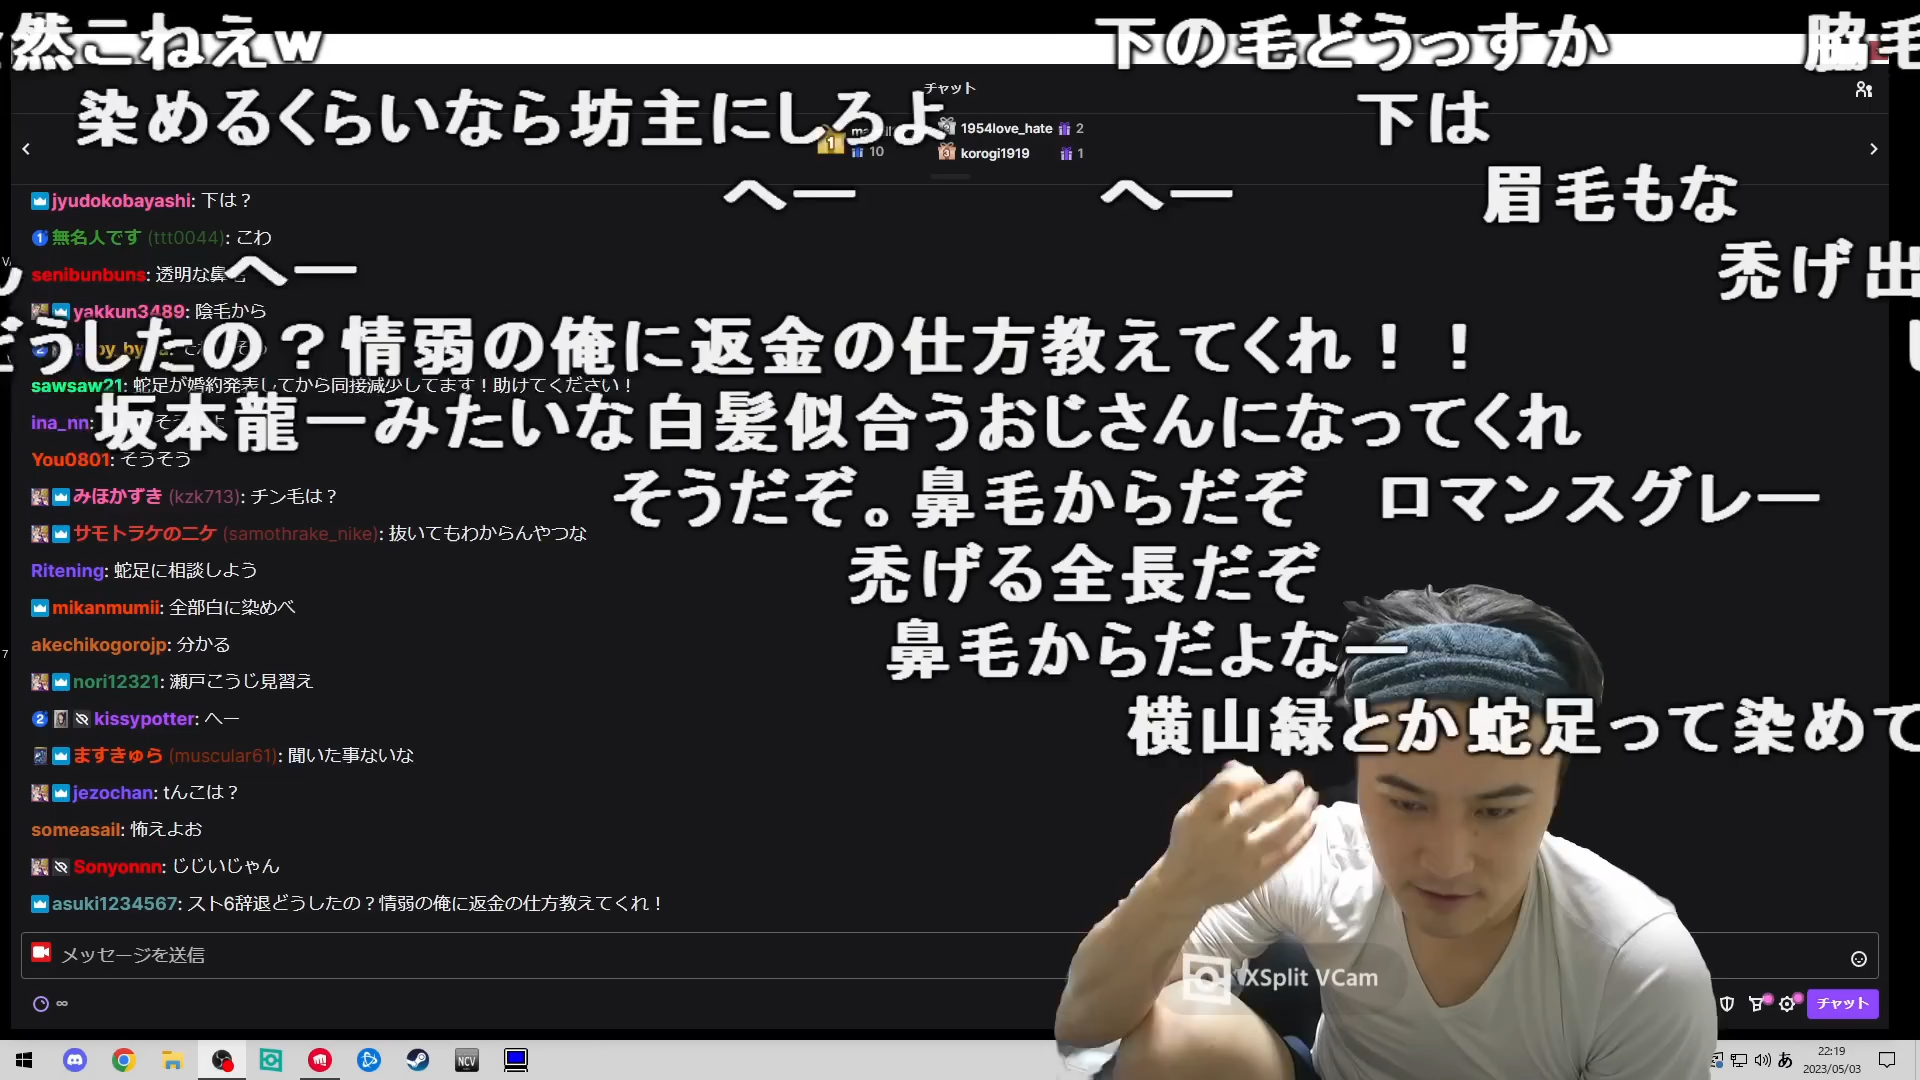 然こねえw
下の毛どうっすか
脇毛
チャット
染めるくらいなら坊主にしろよ
下は
1954love_hate 2
10
korogi1919 1
へー
へー
眉毛もな
jyudokobayashi: 下は？
無名人です (ttt0044): こわ
senibunbuns: 透明な鼻毛
へー
禿げ出
yakkun3489: 陰毛から
どうしたの？情弱の俺に返金の仕方教えてくれ！！
sawsaw21: 蛇足が婚約発表してから同接減少してます！助けてください！
ina_nn:
坂本龍一みたいな白髪似合うおじさんになってくれ
You0801: そうそう
みほかずき (kzk713): チン毛は？
そうだぞ。鼻毛からだぞ
ロマンスグレー
サモトラケのニケ (samothrake_nike): 抜いてもわからんやつな
Ritening: 蛇足に相談しよう
禿げる全長だぞ
mikanmumii: 全部白に染めべ
akechikogorojp: 分かる
鼻毛からだよなー
nori12321: 瀬戸こうじ見習え
kissypotter: へー
横山緑とか蛇足って染めて
ますきゅら (muscular61): 聞いた事ないな
jezochan: tんこは？
someasail: 怖えよお
Sonyonnn: じじいじゃん
asuki1234567: スト6辞退どうしたの？情弱の俺に返金の仕方教えてくれ！
メッセージを送信
XSplit VCam
∞
チャット
NCV
あ
22:19
2023/05/03